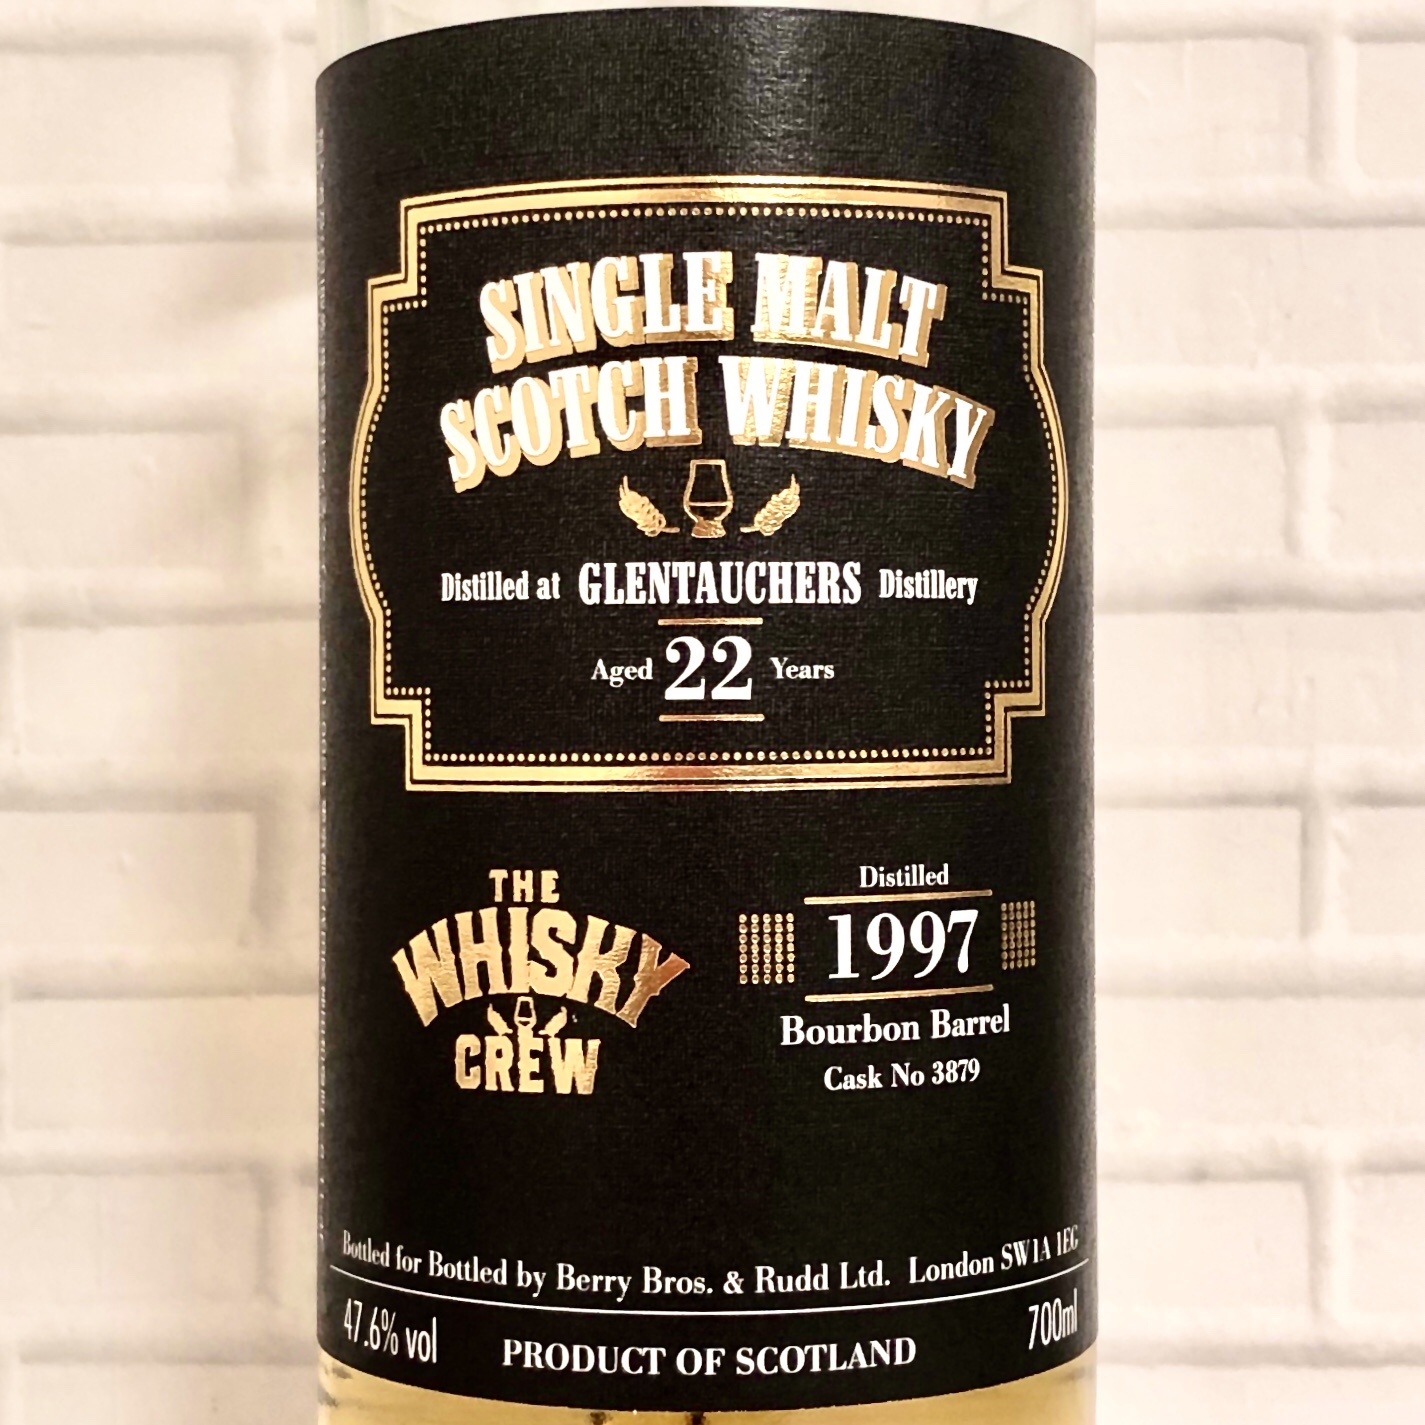 SINGLE MALT
SCOTCH WHISKY
Distilled at GLENTAUCHERS Distillery
Aged 22 Years
THE
WHISKY
CREW
Distilled
1997
Bourbon Barrel
Cask No 3879
Bottled for Bottled by Berry Bros. & Rudd Ltd. London SW1A 1EG
47.6% vol
PRODUCT OF SCOTLAND
700ml